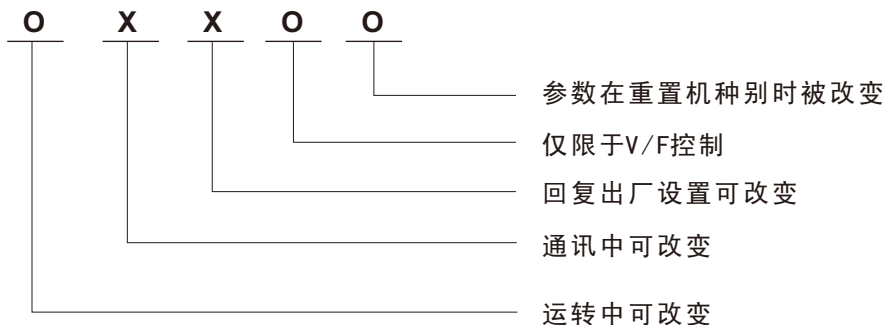 O X X O O
参数在重置机种别时被改变
仅限于V/F控制
回复出厂设置可改变
通讯中可改变
运转中可改变